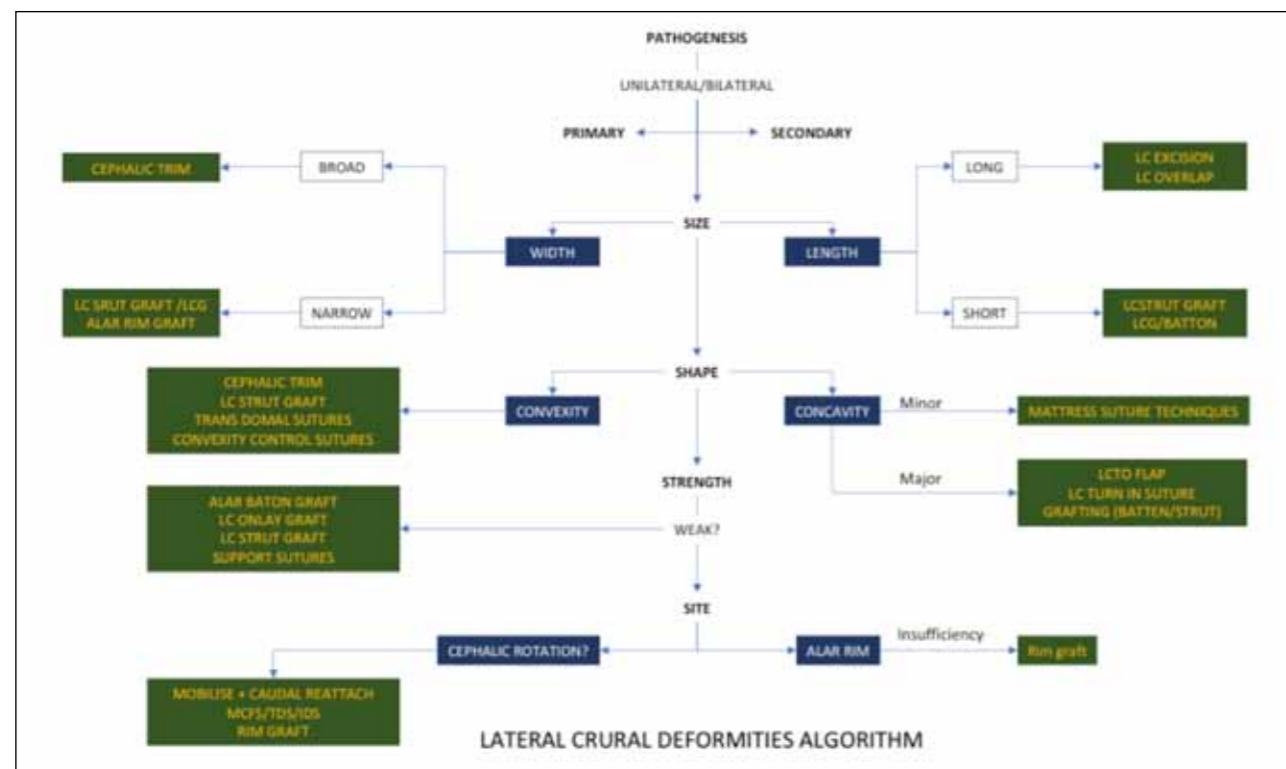 PATHOGENESIS
UNILATERAL/BILATERAL
PRIMARY
SECONDARY
CEPHALIC TRIM
BROAD
LONG
LC EXCISION
LC OVERLAP
SIZE
WIDTH
LENGTH
LC SRUT GRAFT /LCG
ALAR RIM GRAFT
NARROW
SHORT
LCSTRUT GRAFT
LCG/BATTON
SHAPE
CEPHALIC TRIM
LC STRUT GRAFT
TRANS DOMAL SUTURES
CONVEXITY CONTROL SUTURES
CONVEXITY
CONCAVITY
Minor
MATTRESS SUTURE TECHNIQUES
Major
LCTO FLAP
LC TURN IN SUTURE
GRAFTING (BATTEN/STRUT)
STRENGTH
ALAR BATON GRAFT
LC ONLAY GRAFT
LC STRUT GRAFT
SUPPORT SUTURES
WEAK?
SITE
CEPHALIC ROTATION?
ALAR RIM
Insufficiency
Rim graft
MOBILISE + CAUDAL REATTACH
MCFS/TDS/IDS
RIM GRAFT
LATERAL CRURAL DEFORMITIES ALGORITHM